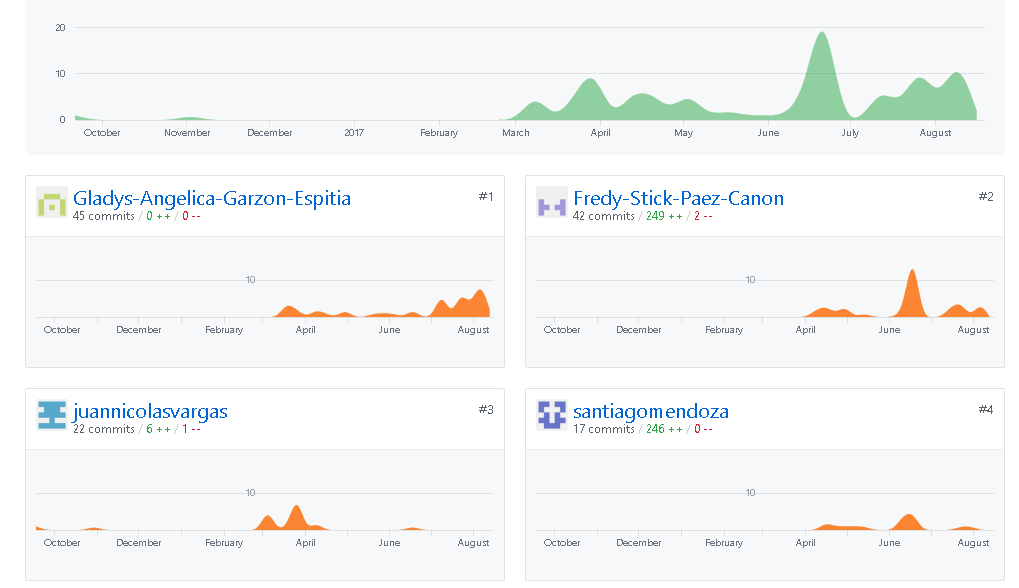 20
10
0
October November December 2017 February March April May June July August
Gladys-Angelica-Garzon-Espitia #1
45 commits / 0 ++ / 0 --
10
October December February April June August
Fredy-Stick-Paez-Canon #2
42 commits / 249 ++ / 2 --
10
October December February April June August
juannicolasvargas #3
22 commits / 6 ++ / 1 --
10
October December February April June August
santiagomendoza #4
17 commits / 246 ++ / 0 --
10
October December February April June August